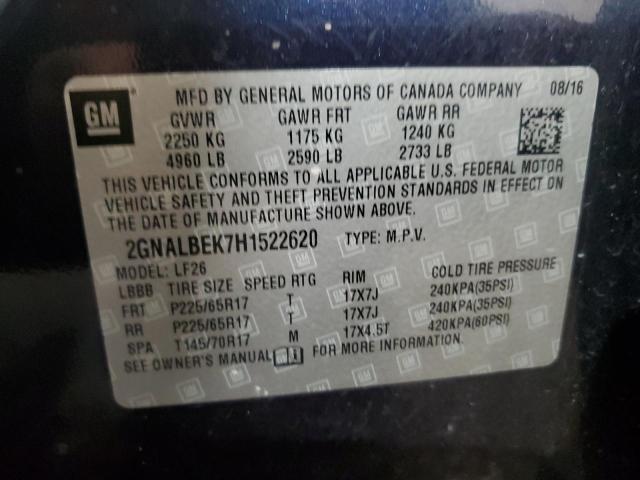 GM
MFD BY GENERAL MOTORS OF CANADA COMPANY 08/16
GVWR GAWR FRT GAWR RR
2250 KG 1175 KG 1240 KG
4960 LB 2590 LB 2733 LB
THIS VEHICLE CONFORMS TO ALL APPLICABLE U.S. FEDERAL MOTOR
VEHICLE SAFETY AND THEFT PREVENTION STANDARDS IN EFFECT ON
THE DATE OF MANUFACTURE SHOWN ABOVE.
2GNALBEK7H1522620 TYPE: M.P.V.
MODEL: LF26
LBBB TIRE SIZE SPEED RTG RIM COLD TIRE PRESSURE
FRT P225/65R17 T 17X7J 240KPA(35PSI)
RR P225/65R17 T 17X7J 240KPA(35PSI)
SPA T145/70R17 M 17X4.5T 420KPA(60PSI)
SEE OWNER'S MANUAL FOR MORE INFORMATION.